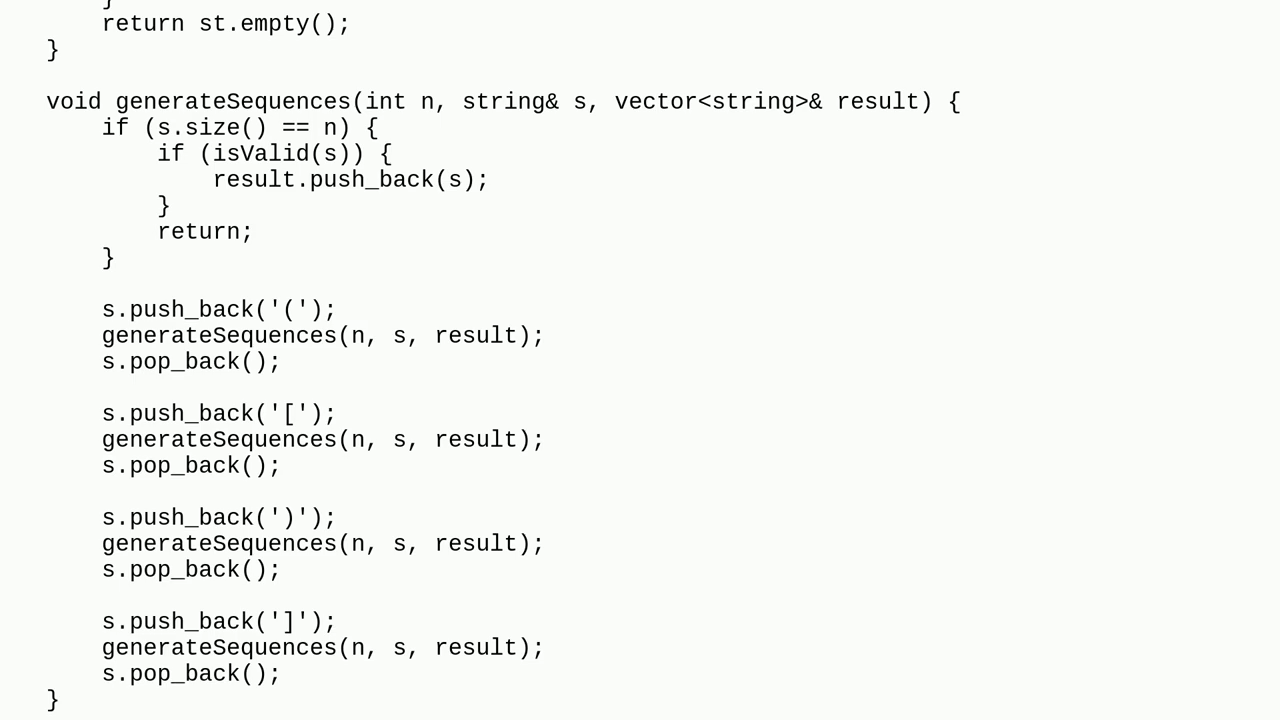 }
return st.empty();
}
void generateSequences(int n, string& s, vector<string>& result) {
if (s.size() == n) {
if (isValid(s)) {
result.push_back(s);
}
return;
}
s.push_back('(');
generateSequences(n, s, result);
s.pop_back();
s.push_back('[');
generateSequences(n, s, result);
s.pop_back();
s.push_back(')');
generateSequences(n, s, result);
s.pop_back();
s.push_back(']');
generateSequences(n, s, result);
s.pop_back();
}